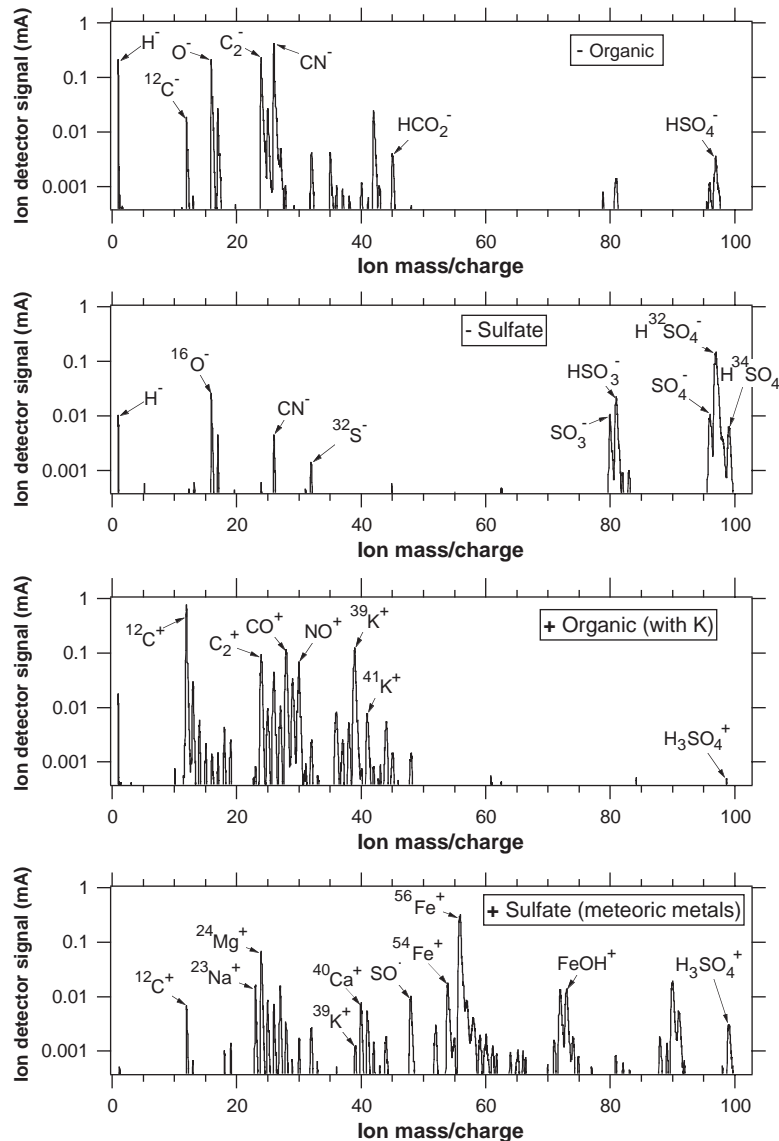 Ion detector signal (mA)
1
0.1
0.01
0.001
H-
O-
12C-
C2-
CN-
HCO2-
HSO4-
- Organic
0 20 40 60 80 100
Ion mass/charge
Ion detector signal (mA)
1
0.1
0.01
0.001
H-
16O-
CN-
32S-
- Sulfate
SO3-
HSO3-
SO4-
H32SO4-
H34SO4
0 20 40 60 80 100
Ion mass/charge
Ion detector signal (mA)
1
0.1
0.01
0.001
12C+
C2+
CO+
NO+
39K+
41K+
+ Organic (with K)
H3SO4+
0 20 40 60 80 100
Ion mass/charge
Ion detector signal (mA)
1
0.1
0.01
0.001
12C+
23Na+
24Mg+
39K+
40Ca+
SO-
54Fe+
56Fe+
+ Sulfate (meteoric metals)
FeOH+
H3SO4+
0 20 40 60 80 100
Ion mass/charge